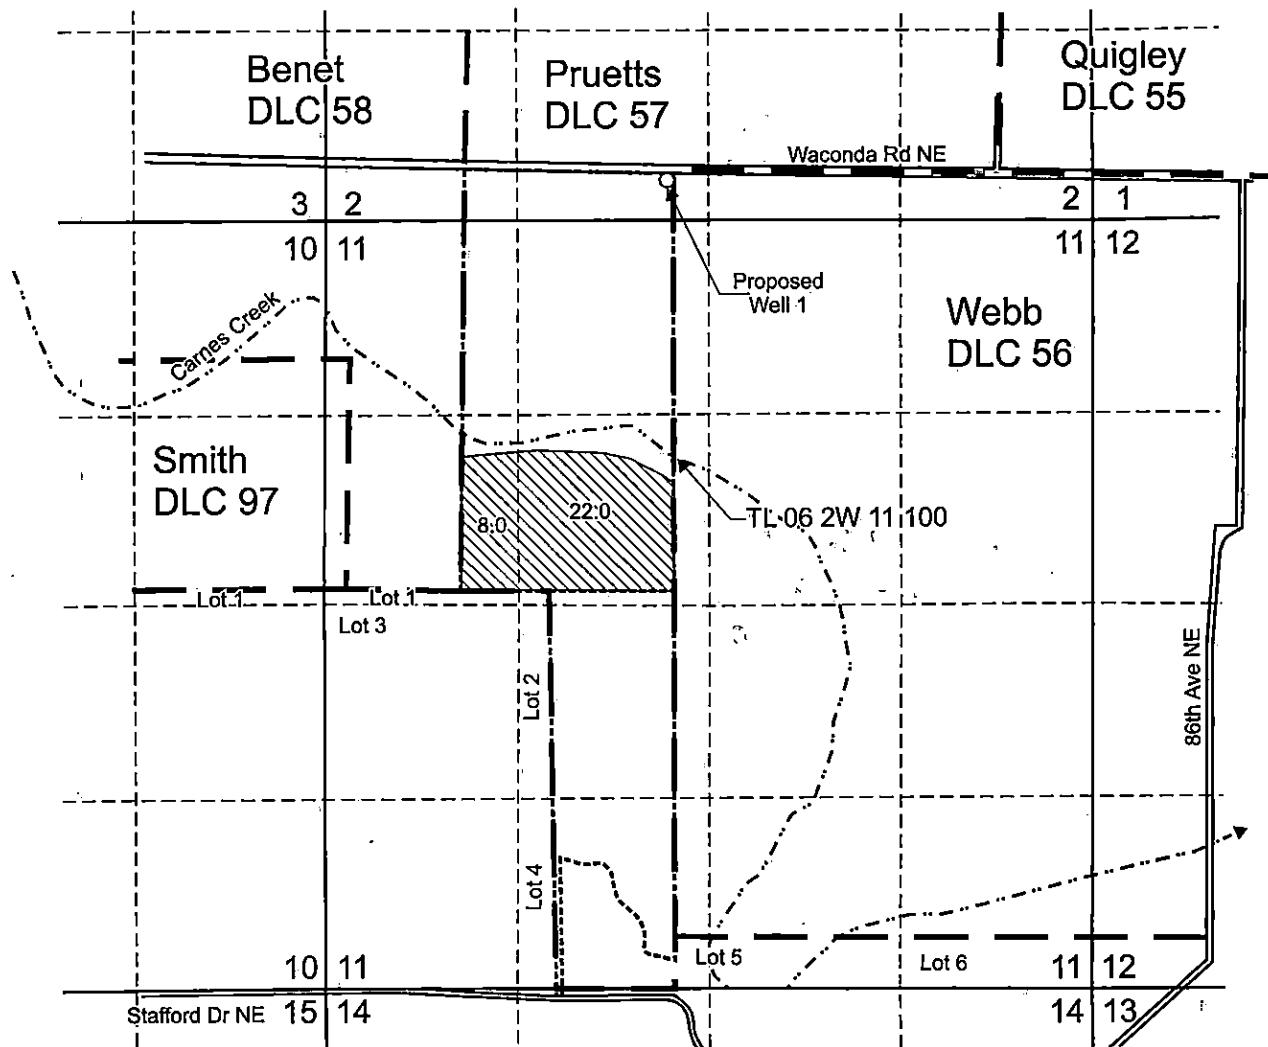 Benet
DLC 58
Pruetts
DLC 57
Quigley
DLC 55
Waconda Rd NE
3 2
10 11
2 1
11 12
Proposed
Well 1
Carnes Creek
Webb
DLC 56
Smith
DLC 97
8.0
22.0
TL 06 2W 11 100
Lot 1
Lot 1
Lot 3
Lot 2
86th Ave NE
Lot 4
Lot 5
Lot 6
10 11
15 14
11 12
14 13
Stafford Dr NE